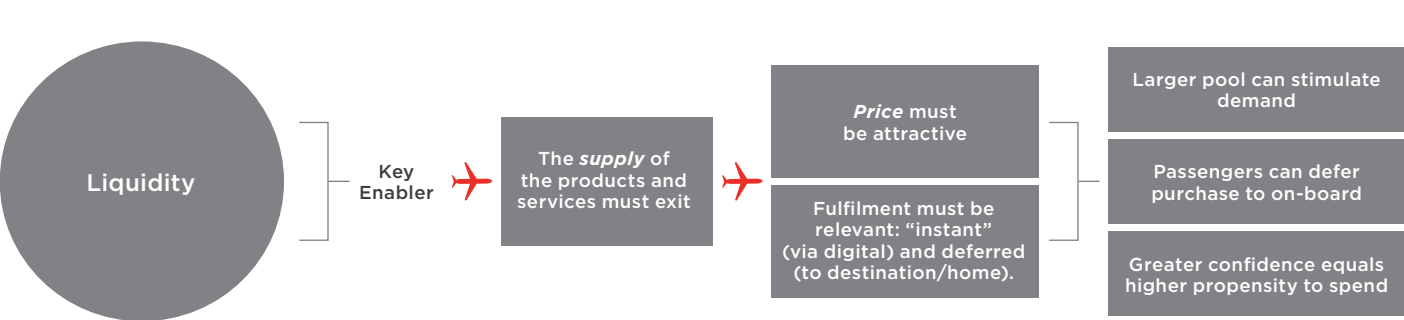 Liquidity
Key
Enabler
The supply of
the products and
services must exit
Price must
be attractive
Fulfilment must be
relevant: “instant”
(via digital) and deferred
(to destination/home).
Larger pool can stimulate
demand
Passengers can defer
purchase to on-board
Greater confidence equals
higher propensity to spend